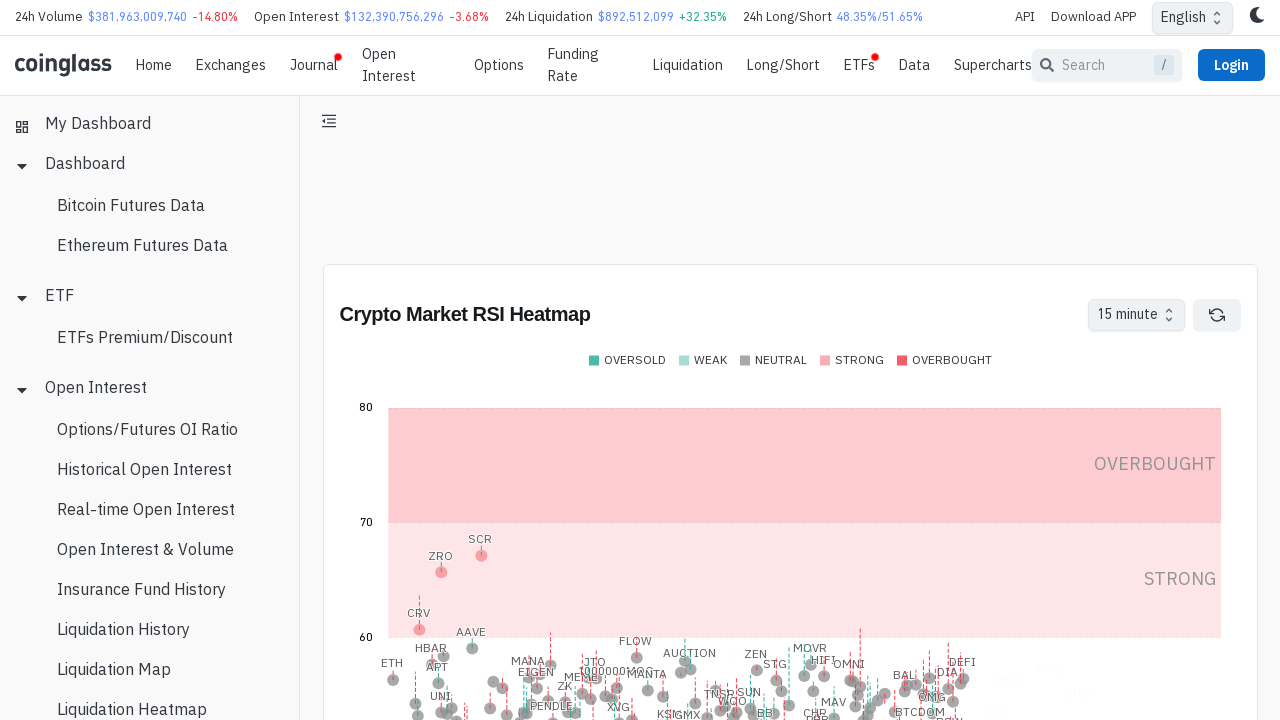 24h Volume $381,963,009,740 -14.80% Open Interest $132,390,756,296 -3.68% 24h Liquidation $892,512,099 +32.35% 24h Long/Short 48.35%/51.65% API Download APP English
coinglass Home Exchanges Journal Open Interest Options Funding Rate Liquidation Long/Short ETFs Data Supercharts Search / Login
My Dashboard
Dashboard
Bitcoin Futures Data
Ethereum Futures Data
ETF
ETFs Premium/Discount
Open Interest
Options/Futures OI Ratio
Historical Open Interest
Real-time Open Interest
Open Interest & Volume
Insurance Fund History
Liquidation History
Liquidation Map
Liquidation Heatmap
Crypto Market RSI Heatmap 15 minute
OVERSOLD WEAK NEUTRAL STRONG OVERBOUGHT
80
OVERBOUGHT
70
SCR
ZRO
STRONG
CRV
60
AAVE
FLOW
HBAR
AUCTION
ZEN
MOVR
ETH
APT
MANA
JTO
STG
HIFI
OMNI
DEFI
EIGEN
MEME
MANTA
BAL
DIA
UNI
ZK
PENDLE
XVG
SUN
WOO
MAV
OMG
GMX
BB
CHR
BTCDOM